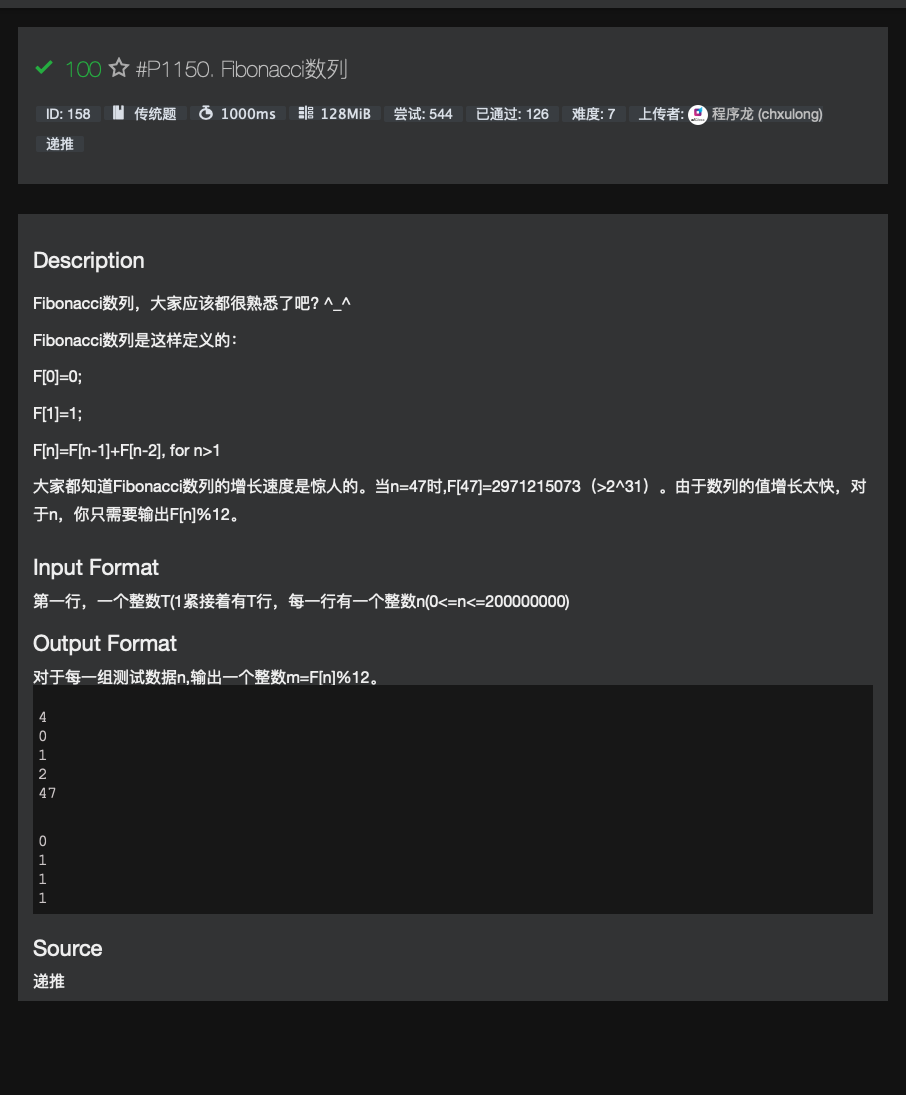 100 #P1150. Fibonacci数列
ID: 158 传统题 1000ms 128MiB 尝试: 544 已通过: 126 难度: 7 上传者: 程序龙 (chxulong)
递推
Description
Fibonacci数列，大家应该都很熟悉了吧? ^_^
Fibonacci数列是这样定义的：
F[0]=0;
F[1]=1;
F[n]=F[n-1]+F[n-2], for n>1
大家都知道Fibonacci数列的增长速度是惊人的。当n=47时,F[47]=2971215073（>2^31）。由于数列的值增长太快，对
于n，你只需要输出F[n]%12。
Input Format
第一行，一个整数T(1紧接着有T行，每一行有一个整数n(0<=n<=200000000)
Output Format
对于每一组测试数据n,输出一个整数m=F[n]%12。
4
0
1
2
47
0
1
1
1
Source
递推